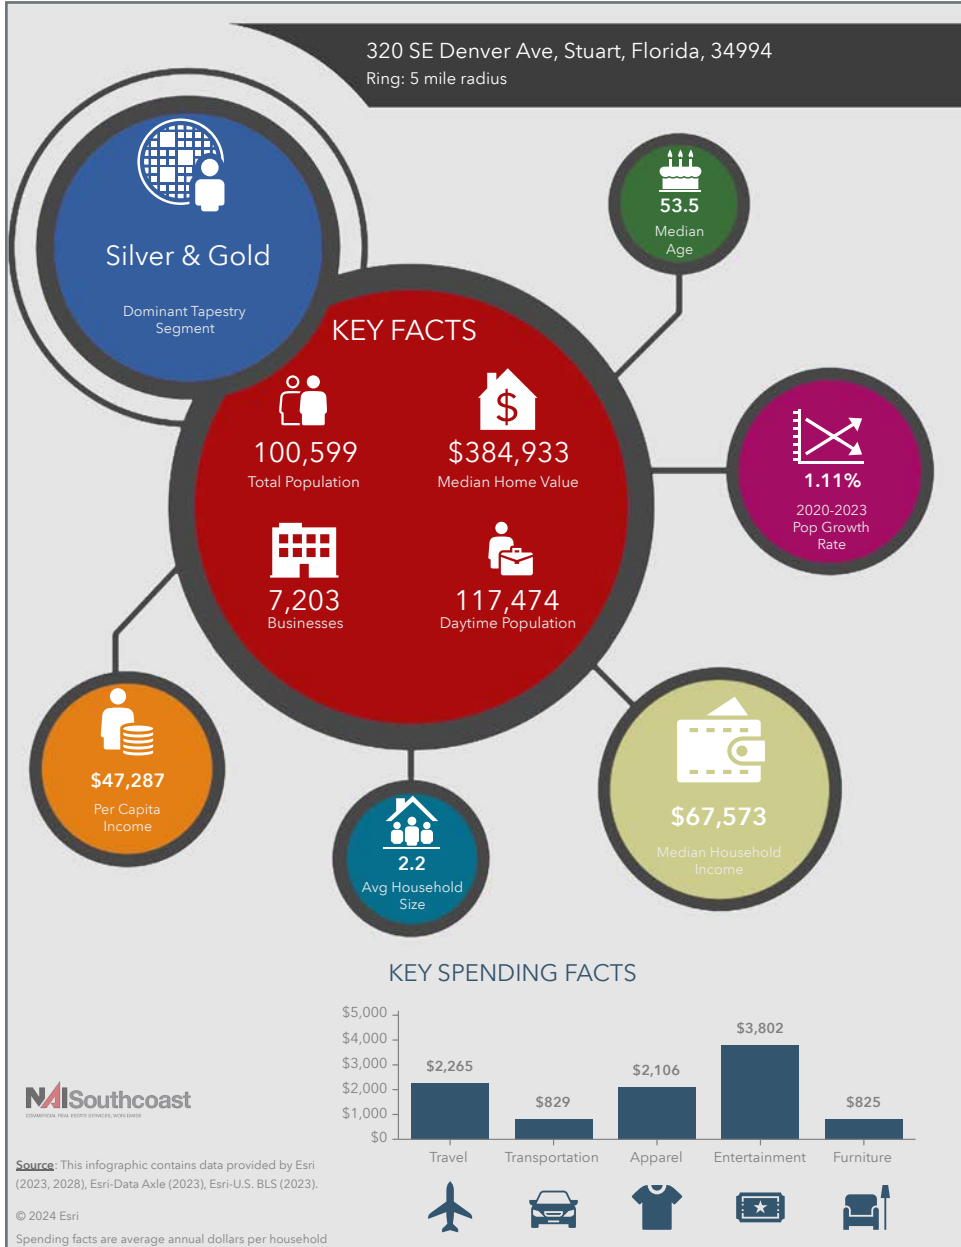 320 SE Denver Ave, Stuart, Florida, 34994
Ring: 5 mile radius
Silver & Gold
Dominant Tapestry
Segment
53.5
Median
Age
KEY FACTS
100,599
Total Population
$384,933
Median Home Value
7,203
Businesses
117,474
Daytime Population
1.11%
2020-2023
Pop Growth
Rate
$47,287
Per Capita
Income
2.2
Avg Household
Size
$67,573
Median Household
Income
KEY SPENDING FACTS
$5,000
$4,000
$3,000
$2,000
$1,000
$0
$2,265
$829
$2,106
$3,802
$825
Travel
Transportation
Apparel
Entertainment
Furniture
NAISouthcoast
COMMERCIAL REAL ESTATE SERVICES, WORLDWIDE
Source: This infographic contains data provided by Esri
(2023, 2028), Esri-Data Axle (2023), Esri-U.S. BLS (2023).
© 2024 Esri
Spending facts are average annual dollars per household